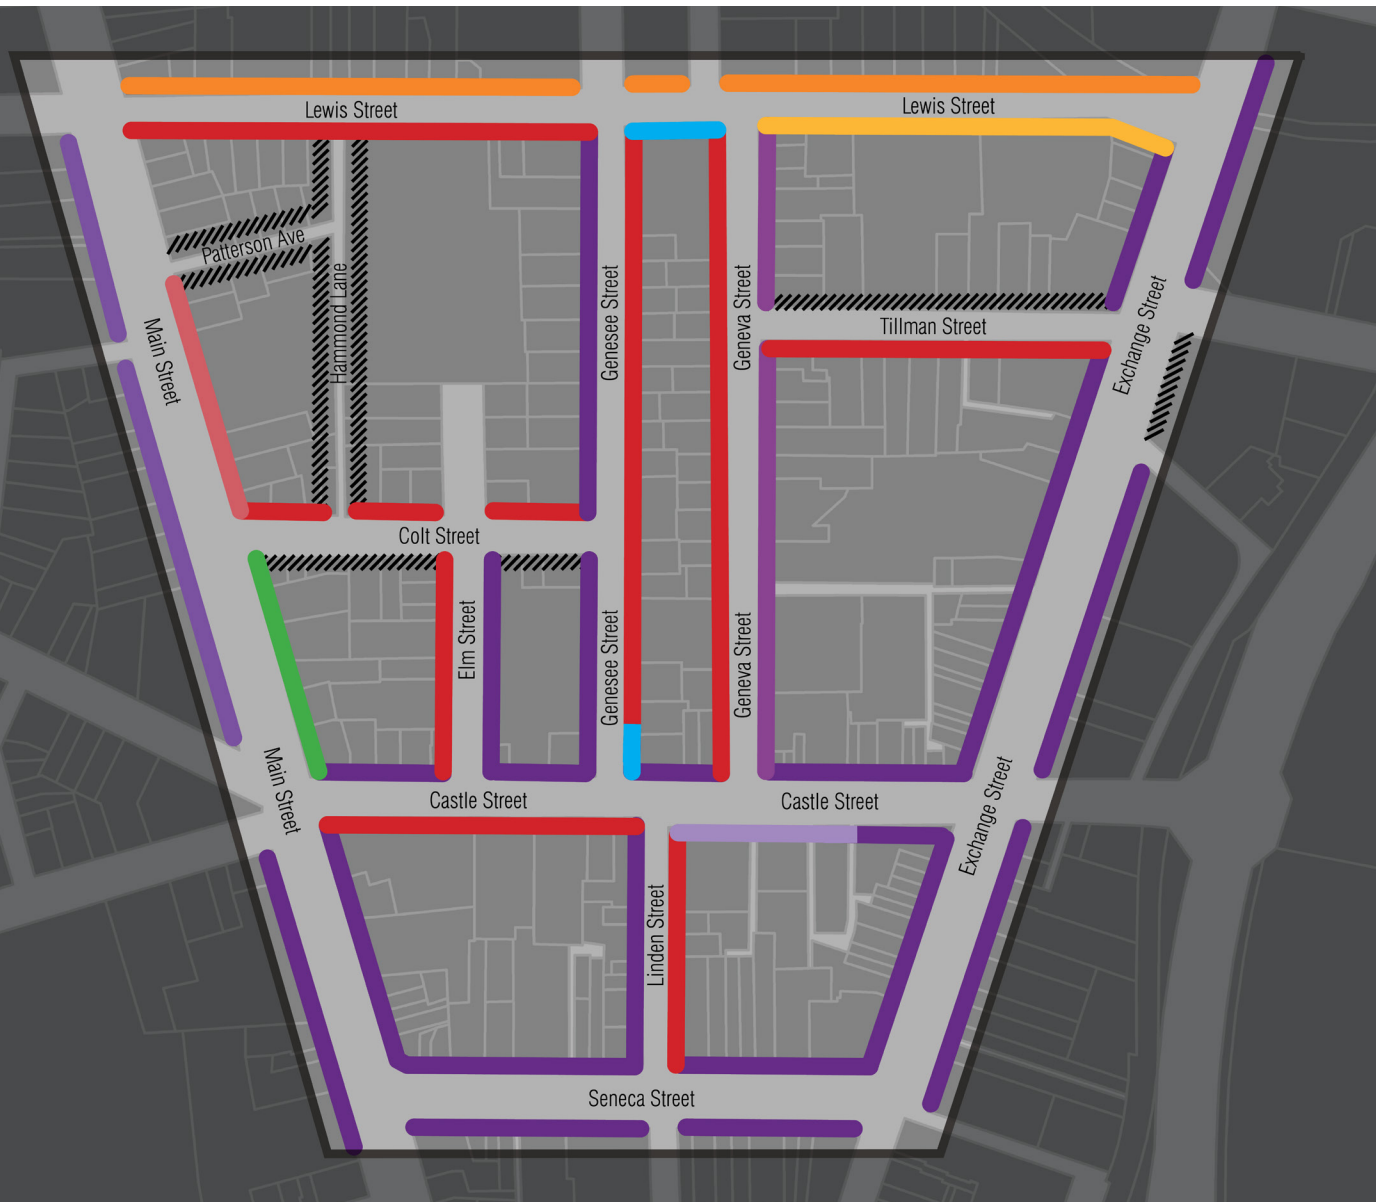 Lewis Street
Lewis Street
Patterson Ave
Hammond Lane
Main Street
Genesee Street
Geneva Street
Tillman Street
Exchange Street
Colt Street
Elm Street
Genesee Street
Geneva Street
Main Street
Castle Street
Castle Street
Exchange Street
Linden Street
Seneca Street